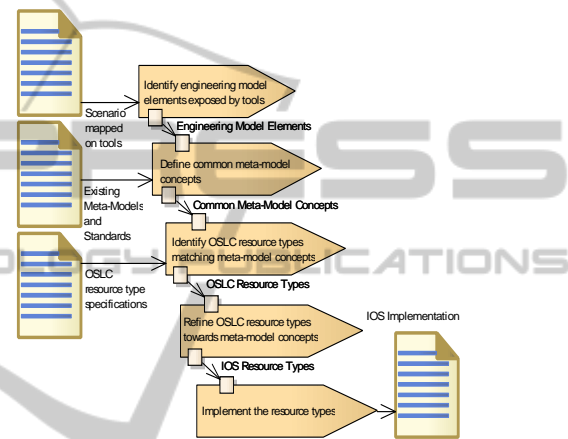 Identify engineering model
elements exposed by tools
Scenario
mapped
on tools
Engineering Model Elements
Define common meta-model
concepts
Existing
Meta-Models
and
Standards
Common Meta-Model Concepts
Identify OSLC resource types
matching meta-model concepts
OSLC
resource type
specifications
OSLC Resource Types
Refine OSLC resource types
towards meta-model concepts
IOS Implementation
IOS Resource Types
Implement the resource types
PUBLICATIONS